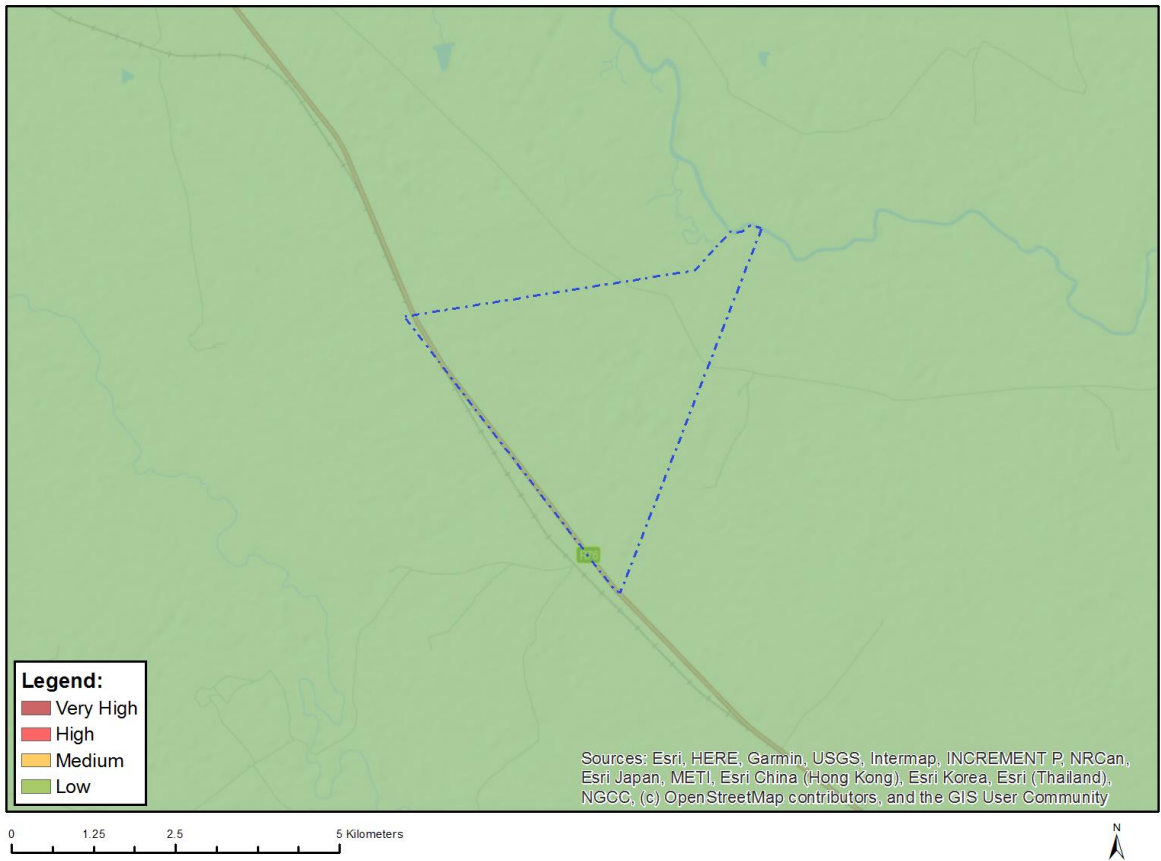 Legend:
Very High
High
Medium
Low
Sources: Esri, HERE, Garmin, USGS, Intermap, INCREMENT P, NRCan,
Esri Japan, METI, Esri China (Hong Kong), Esri Korea, Esri (Thailand),
NGCC, (c) OpenStreetMap contributors, and the GIS User Community
0 1.25 2.5 5 Kilometers
N